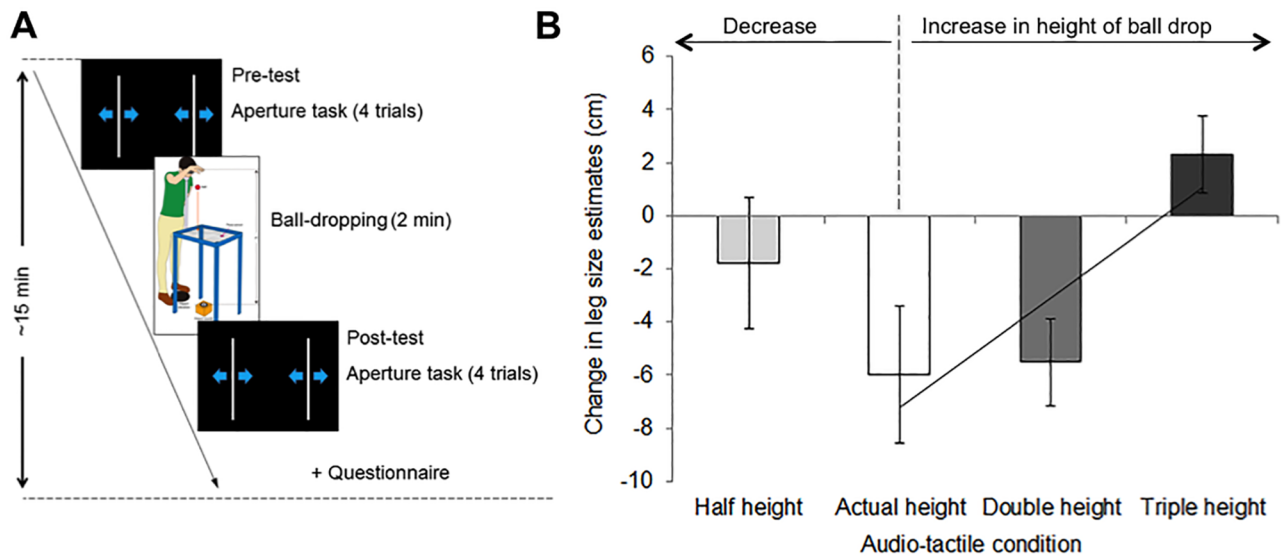 A
~15 min
Pre-test
Aperture task (4 trials)
Ball-dropping (2 min)
Post-test
Aperture task (4 trials)
+ Questionnaire
B
Decrease
Increase in height of ball drop
Change in leg size estimates (cm)
6
4
2
0
-2
-4
-6
-8
-10
Half height
Actual height
Double height
Triple height
Audio-tactile condition